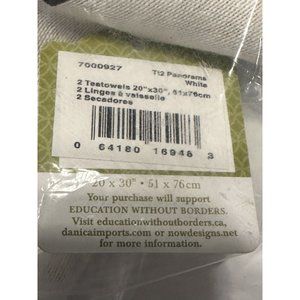 7000927
Tt2 Panorama
White
2 Teatowels 20"x30", 51x76cm
2 Linges à vaisselle
2 Secadores
0 64180 16945 3
20 x 30" • 51 x 76cm
Your purchase will support
EDUCATION WITHOUT BORDERS.
Visit educationwithoutborders.ca,
danicaimports.com or nowdesigns.net
for more information.